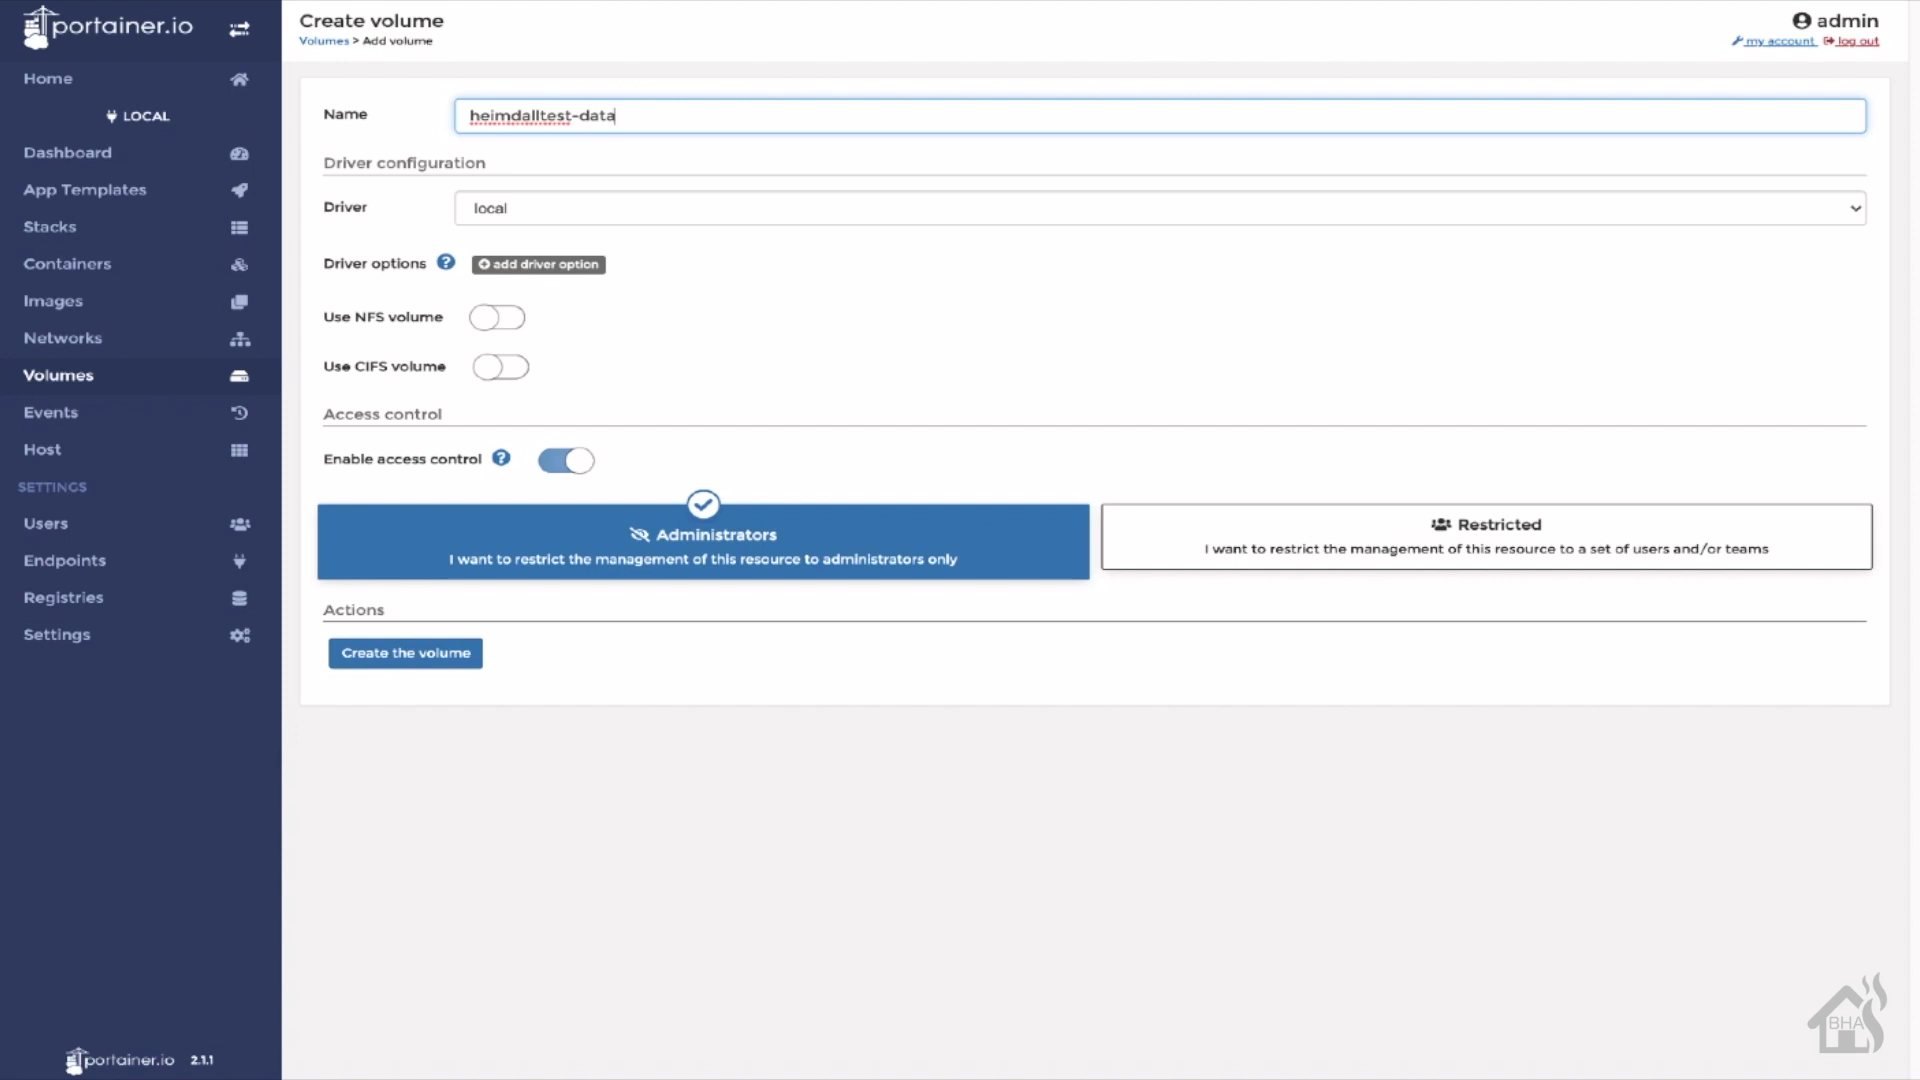 portainer.io
Home
LOCAL
Dashboard
App Templates
Stacks
Containers
Images
Networks
Volumes
Events
Host
SETTINGS
Users
Endpoints
Registries
Settings
portainer.io 2.1.1
Create volume
Volumes > Add volume
admin
my account log out
Name heimdalltest-data
Driver configuration
Driver local
Driver options add driver option
Use NFS volume
Use CIFS volume
Access control
Enable access control
Administrators
I want to restrict the management of this resource to administrators only
Restricted
I want to restrict the management of this resource to a set of users and/or teams
Actions
Create the volume
BHA